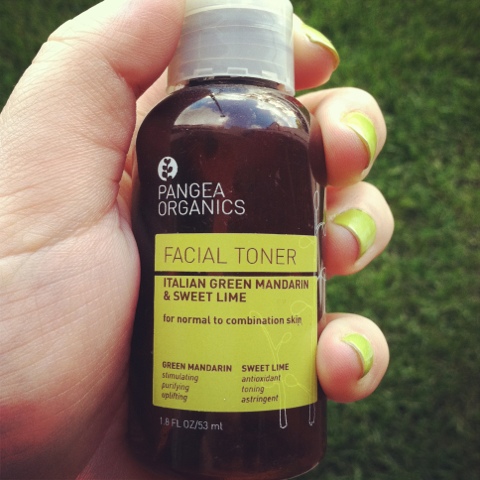 PANGEA
ORGANICS
FACIAL TONER
ITALIAN GREEN MANDARIN
& SWEET LIME
for normal to combination skin
GREEN MANDARIN
stimulating
purifying
uplifting
SWEET LIME
antioxidant
toning
astringent
1.8 FL OZ/53 ml